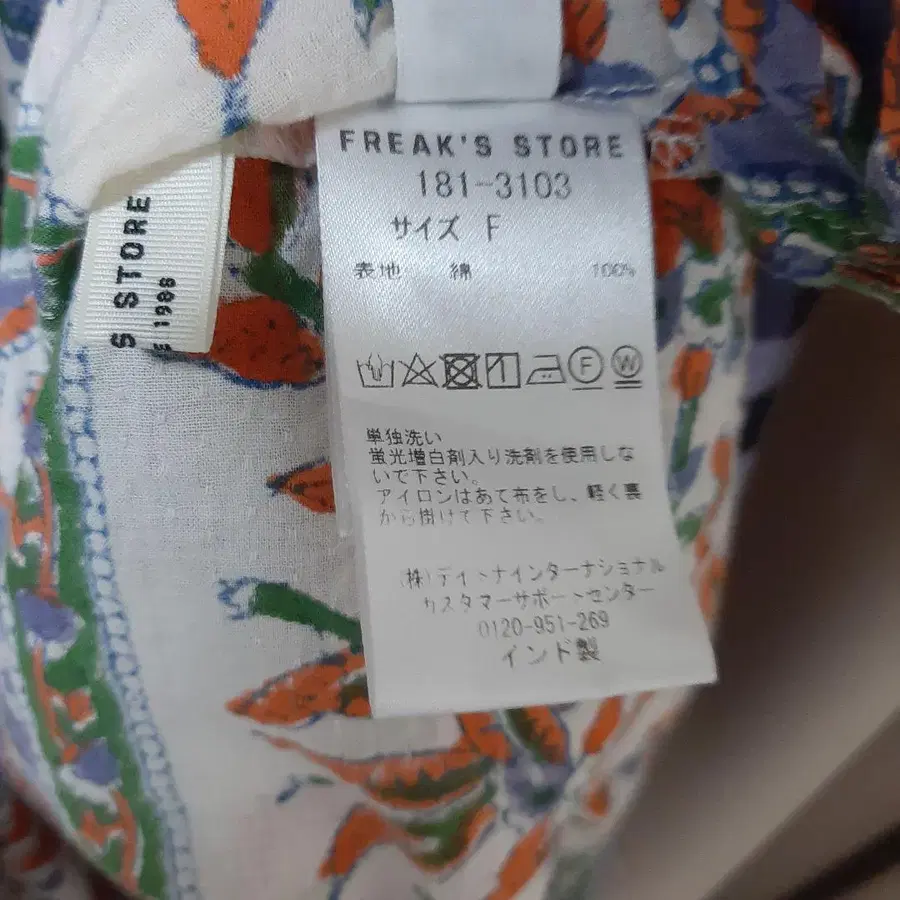 FREAK'S STORE
181-3103
サイズ F
表地 綿 100%
F W
単独洗い
蛍光増白剤入り洗剤を使用しな
いで下さい。
アイロンはあて布をし、軽く裏
から掛けて下さい。
(株)デイトナインターナショナル
カスタマーサポートセンター
0120-951-269
インド製
S STORE
E 1988